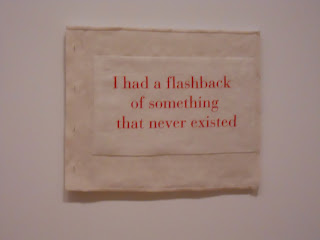 I had a flashback
of something
that never existed